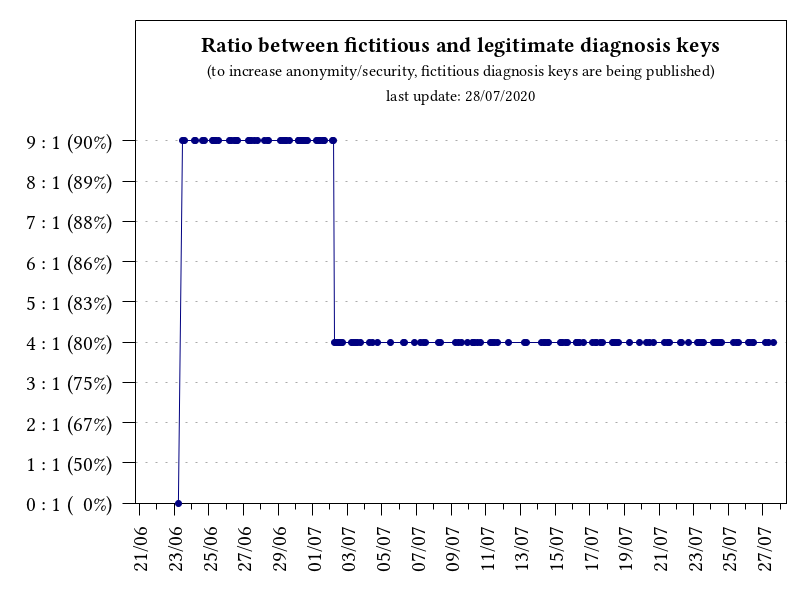 Ratio between fictitious and legitimate diagnosis keys
(to increase anonymity/security, fictitious diagnosis keys are being published)
last update: 28/07/2020
9 : 1 (90%)
8 : 1 (89%)
7 : 1 (88%)
6 : 1 (86%)
5 : 1 (83%)
4 : 1 (80%)
3 : 1 (75%)
2 : 1 (67%)
1 : 1 (50%)
0 : 1 (  0%)
21/06
23/06
25/06
27/06
29/06
01/07
03/07
05/07
07/07
09/07
11/07
13/07
15/07
17/07
19/07
21/07
23/07
25/07
27/07